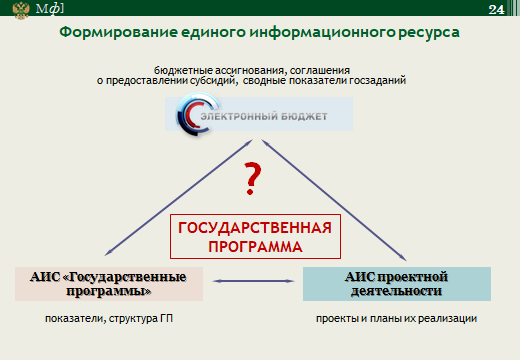 Мф]
24
Формирование единого информационного ресурса
бюджетные ассигнования, соглашения
о предоставлении субсидий, сводные показатели госзаданий
ЭЛЕКТРОННЫЙ БЮДЖЕТ
?
ГОСУДАРСТВЕННАЯ
ПРОГРАММА
АИС «Государственные
программы»
АИС проектной
деятельности
показатели, структура ГП
проекты и планы их реализации